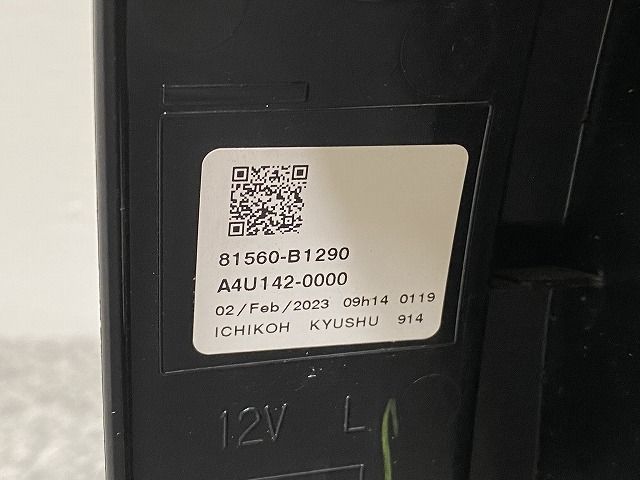 81560-B1290
A4U142-0000
02/Feb/2023 09h14 0119
ICHIKOH KYUSHU 914
12V L